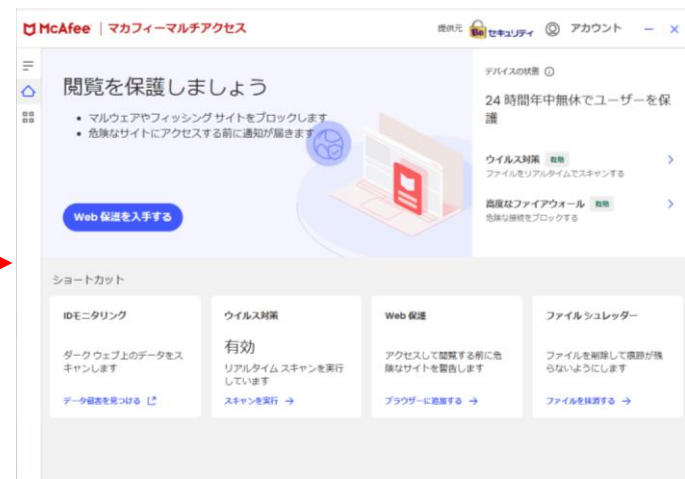 McAfee | マカフィーマルチアクセス
提供元 セキュリティ アカウント
閲覧を保護しましょう
• マルウェアやフィッシング サイトをブロックします
• 危険なサイトにアクセスする前に通知が届きます
Web 保護を入手する
デバイスの状態
24 時間年中無休でユーザーを保
護
ウイルス対策 有効
ファイルをリアルタイムでスキャンする
高度なファイアウォール 有効
危険な接続をブロックする
ショートカット
IDモニタリング
ダーク ウェブ上のデータをス
キャンします
データ侵害を見つける
ウイルス対策
有効
リアルタイム スキャンを実行
しています
スキャンを実行 →
Web 保護
アクセスして閲覧する前に危
険なサイトを警告します
ブラウザーに追加する →
ファイル シュレッダー
ファイルを削除して痕跡が残
らないようにします
ファイルを抹消する →